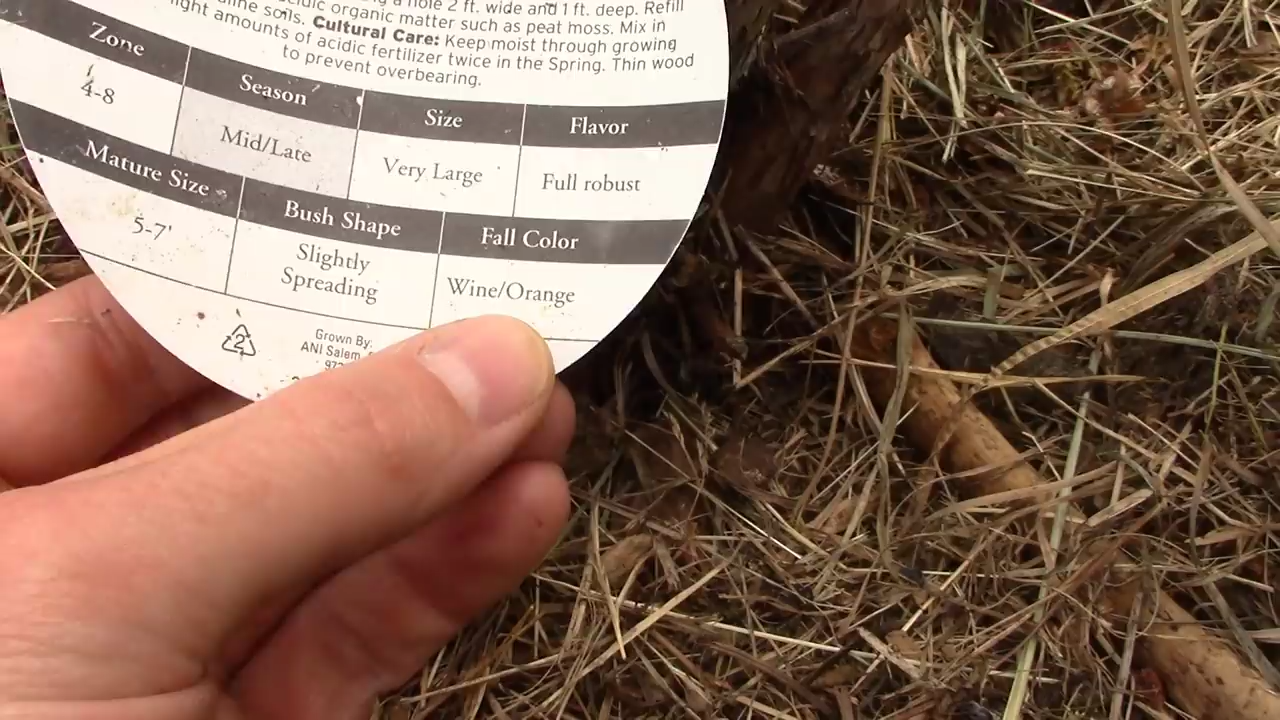 a hole 2 ft. wide and 1 ft. deep. Refill
organic matter such as peat moss. Mix in
soils. Cultural Care: Keep moist through growing
amounts of acidic fertilizer twice in the Spring. Thin wood
to prevent overbearing.
Zone Season Size Flavor
4-8 Mid/Late Very Large Full robust
Mature Size Bush Shape Fall Color
5-7' Slightly Spreading Wine/Orange
2
Grown By:
ANI Salem